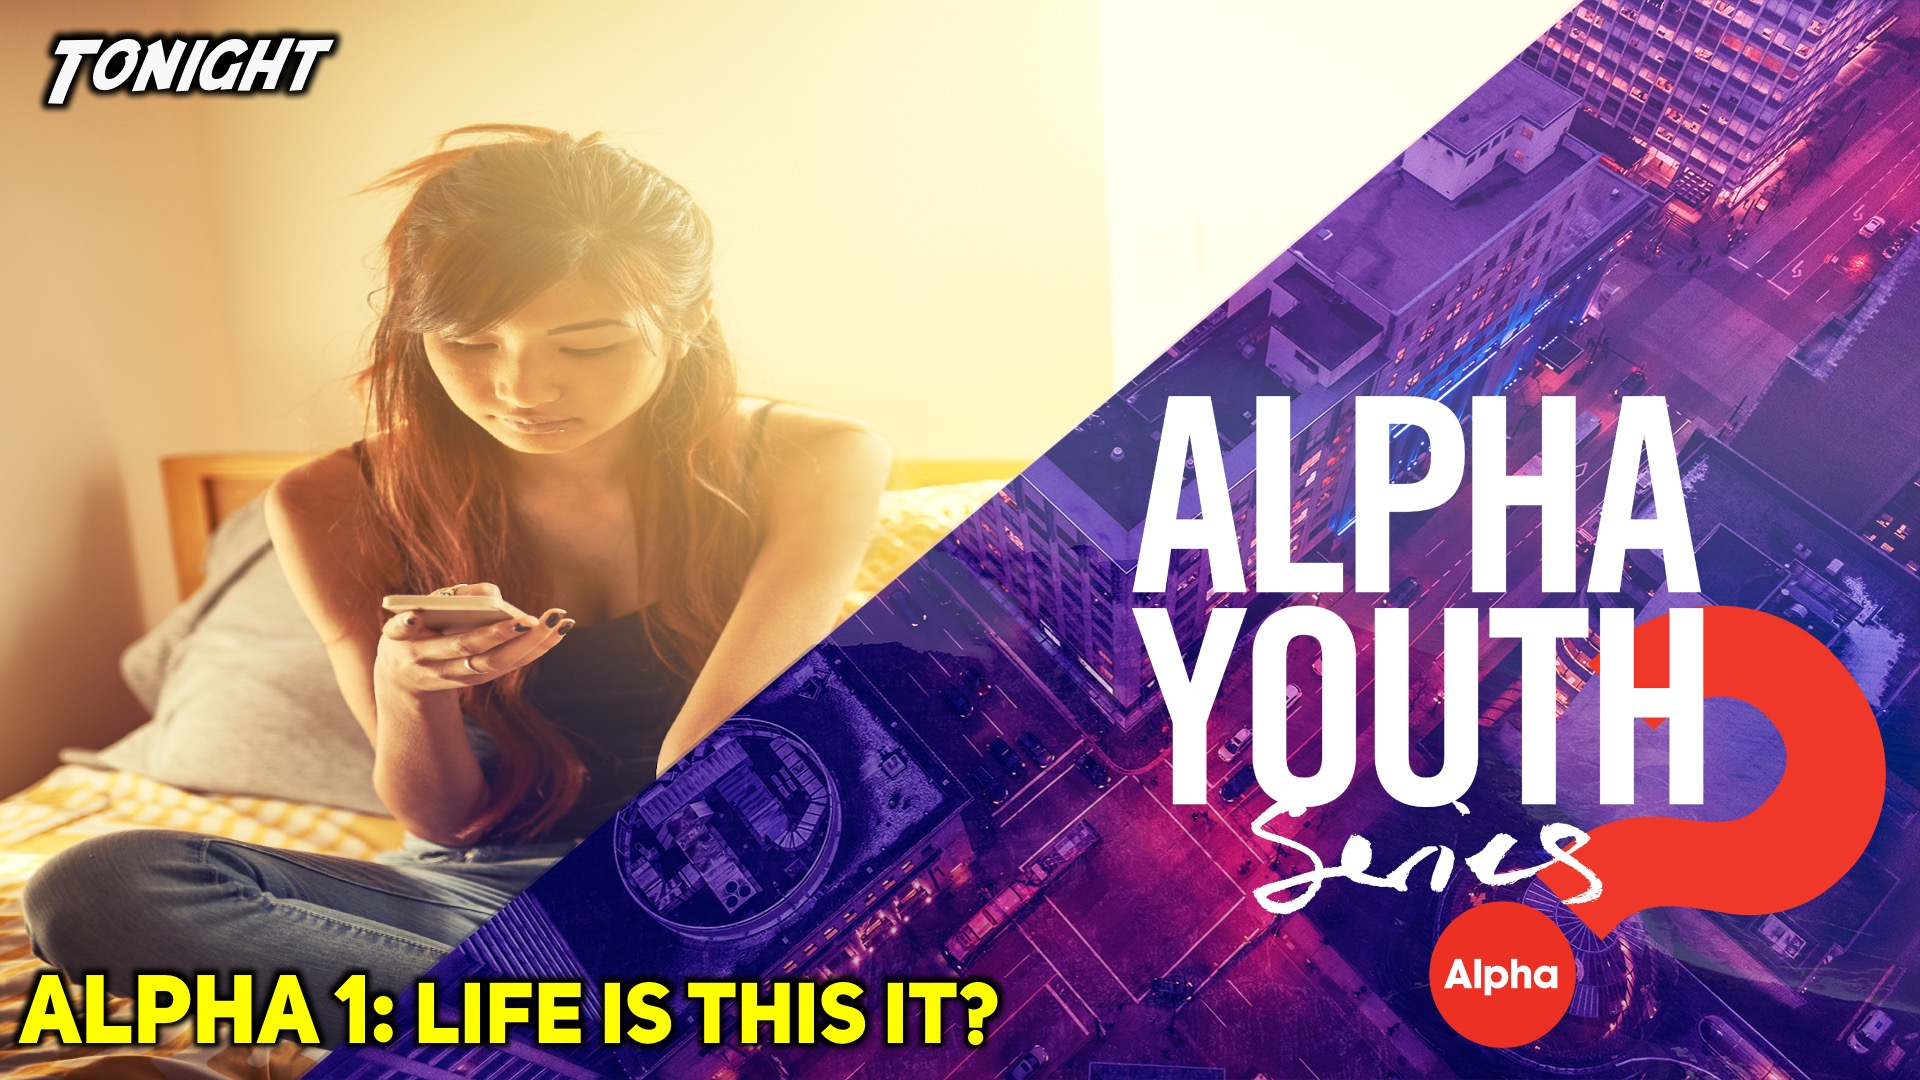 TONIGHT
ALPHA
YOUTH
Series
Alpha
ALPHA 1: LIFE IS THIS IT?